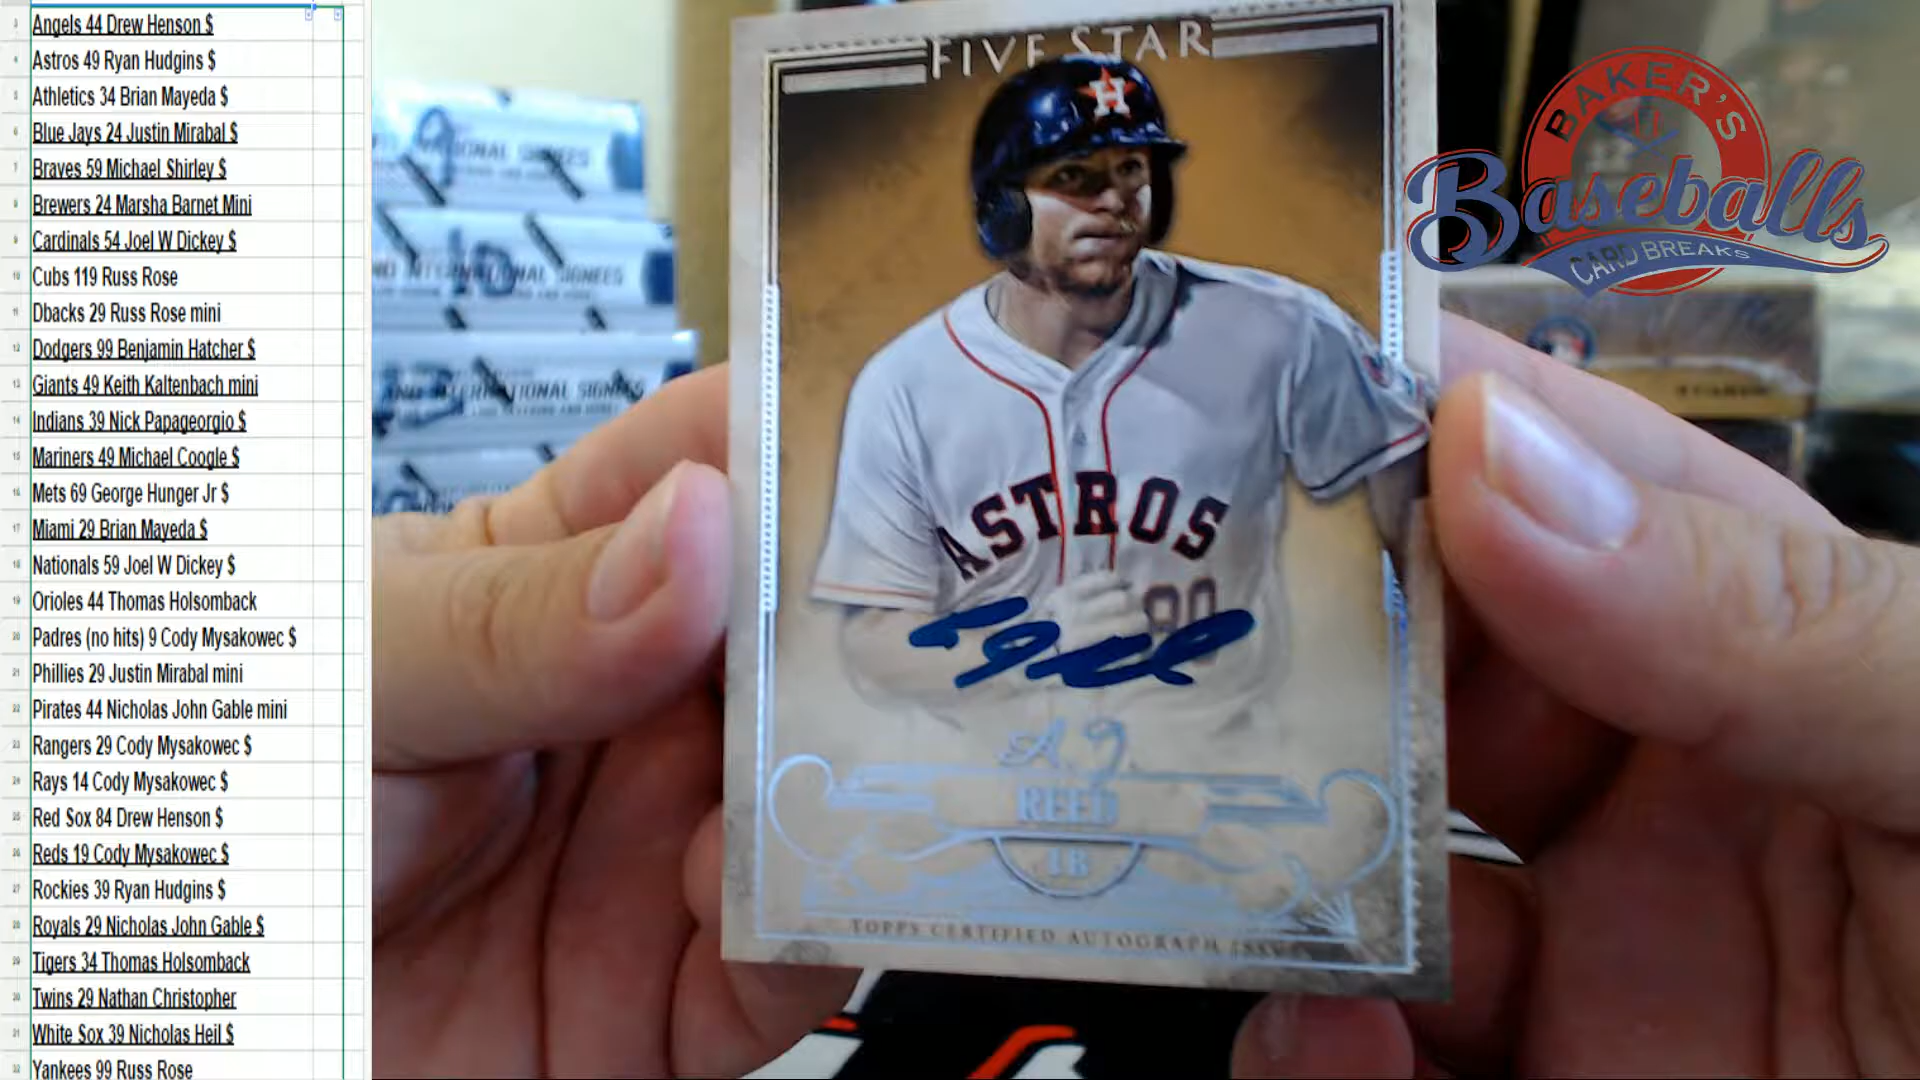 Angels 44 Drew Henson $
Astros 49 Ryan Hudgins $
Athletics 34 Brian Mayeda $
Blue Jays 24 Justin Mirabal $
Braves 59 Michael Shirley $
Brewers 24 Marsha Barnet Mini
Cardinals 54 Joel W Dickey $
Cubs 119 Russ Rose
Dbacks 29 Russ Rose mini
Dodgers 99 Benjamin Hatcher $
Giants 49 Keith Kaltenbach mini
Indians 39 Nick Papageorgio $
Mariners 49 Michael Coogle $
Mets 69 George Hunger Jr $
Miami 29 Brian Mayeda $
Nationals 59 Joel W Dickey $
Orioles 44 Thomas Holsomback
Padres (no hits) 9 Cody Mysakowec $
Phillies 29 Justin Mirabal mini
Pirates 44 Nicholas John Gable mini
Rangers 29 Cody Mysakowec $
Rays 14 Cody Mysakowec $
Red Sox 84 Drew Henson $
Reds 19 Cody Mysakowec $
Rockies 39 Ryan Hudgins $
Royals 29 Nicholas John Gable $
Tigers 34 Thomas Holsomback
Twins 29 Nathan Christopher
White Sox 39 Nicholas Heil $
Yankees 99 Russ Rose
FIVE STAR
H
ASTROS
A.J.
REED
1B
TOPPS CERTIFIED AUTOGRAPH ISSUE
BAKER'S
Baseballs
CARD BREAKS
INTERNATIONAL SIGNEES